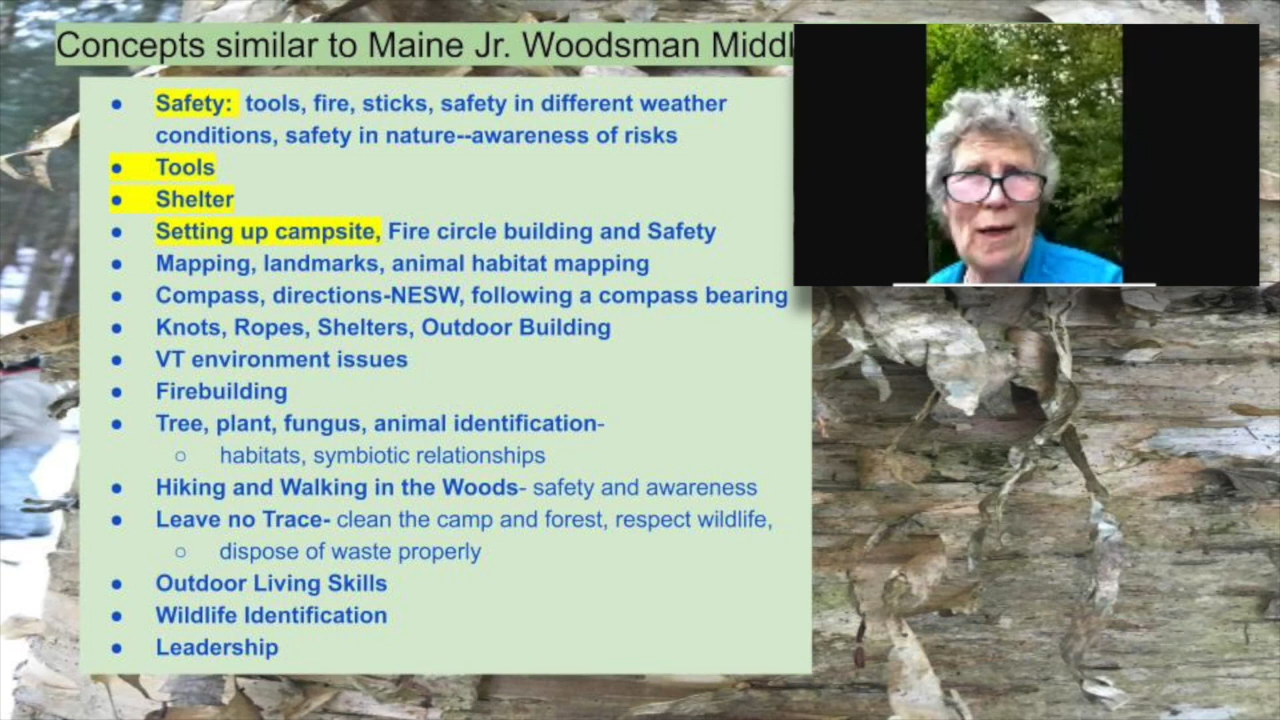 Concepts similar to Maine Jr. Woodsman
● Safety: tools, fire, sticks, safety in different weather
conditions, safety in nature--awareness of risks
● Tools
● Shelter
● Setting up campsite, Fire circle building and Safety
● Mapping, landmarks, animal habitat mapping
● Compass, directions-NESW, following a compass bearing
● Knots, Ropes, Shelters, Outdoor Building
● VT environment issues
● Firebuilding
● Tree, plant, fungus, animal identification-
○ habitats, symbiotic relationships
● Hiking and Walking in the Woods- safety and awareness
● Leave no Trace- clean the camp and forest, respect wildlife,
○ dispose of waste properly
● Outdoor Living Skills
● Wildlife Identification
● Leadership